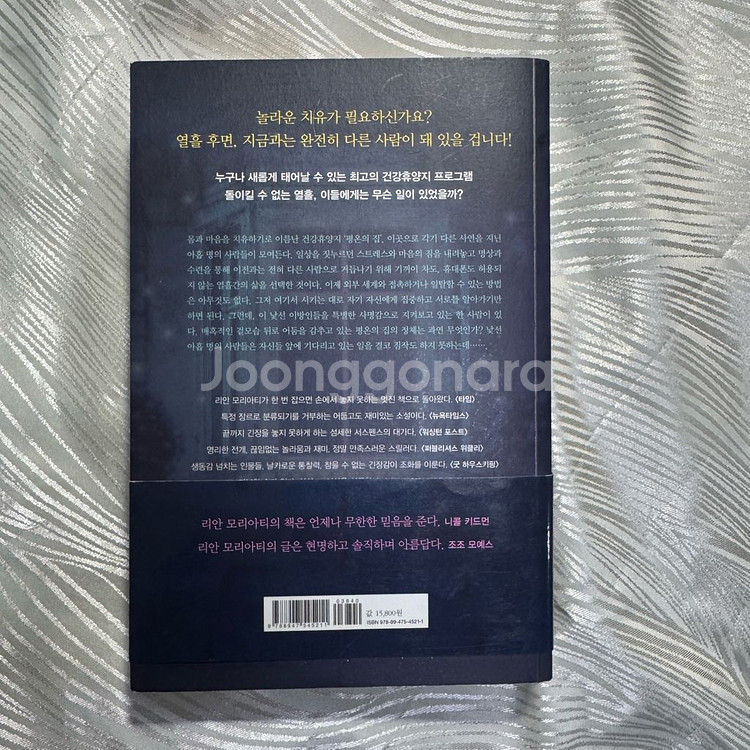 놀라운 치유가 필요하신가요?
열흘 후면, 지금과는 완전히 다른 사람이 돼 있을 겁니다!
누구나 새롭게 태어날 수 있는 최고의 건강휴양지 프로그램
돌이킬 수 없는 열흘, 이들에게는 무슨 일이 있었을까?
몸과 마음을 치유하기로 이름난 건강휴양지 '평온의 집'. 이곳으로 각기 다른 사연을 지닌
아홉 명의 사람들이 모여든다. 일상을 짓누르던 스트레스와 마음의 짐을 내려놓고 명상과
수련을 통해 이전과는 전혀 다른 사람으로 거듭나기 위해 기꺼이 차도, 휴대폰도 허용되
지 않는 열흘간의 삶을 선택한 것이다. 이제 외부 세계와 접촉하거나 일탈할 수 있는 방법
은 아무것도 없다. 그저 여기서 시키는 대로 자기 자신에게 집중하고 서로를 알아가기만
하면 된다. 그런데, 이 낯선 이방인들을 특별한 사명감으로 지켜보고 있는 한 사람이 있
다. 매혹적인 겉모습 뒤로 어둠을 감추고 있는 평온의 집의 정체는 과연 무엇인가? 낯선
아홉 명의 사람들은 자신들 앞에 기다리고 있는 일을 결코 짐작도 하지 못하는데……
Joonggonara
리안 모리아티가 한 번 집으면 손에서 놓지 못하는 멋진 책으로 돌아왔다. 〈타임〉
특정 장르로 분류되기를 거부하는 어둡고도 재미있는 소설이다. 〈뉴욕타임스〉
끝까지 긴장을 놓지 못하게 하는 섬세한 서스펜스의 대가다. 〈워싱턴 포스트〉
영리한 전개, 끊임없는 놀라움과 재미, 정말 만족스러운 스릴러다. 〈퍼블리셔스 위클리〉
생동감 넘치는 인물들, 날카로운 통찰력, 참을 수 없는 긴장감이 조화를 이룬다. 〈굿 하우스키핑〉
리안 모리아티의 책은 언제나 무한한 믿음을 준다. 니콜 키드먼
리안 모리아티의 글은 현명하고 솔직하며 아름답다. 조조 모예스
03840
9 788947 545211
값 15,800원
ISBN 978-89-475-4521-1